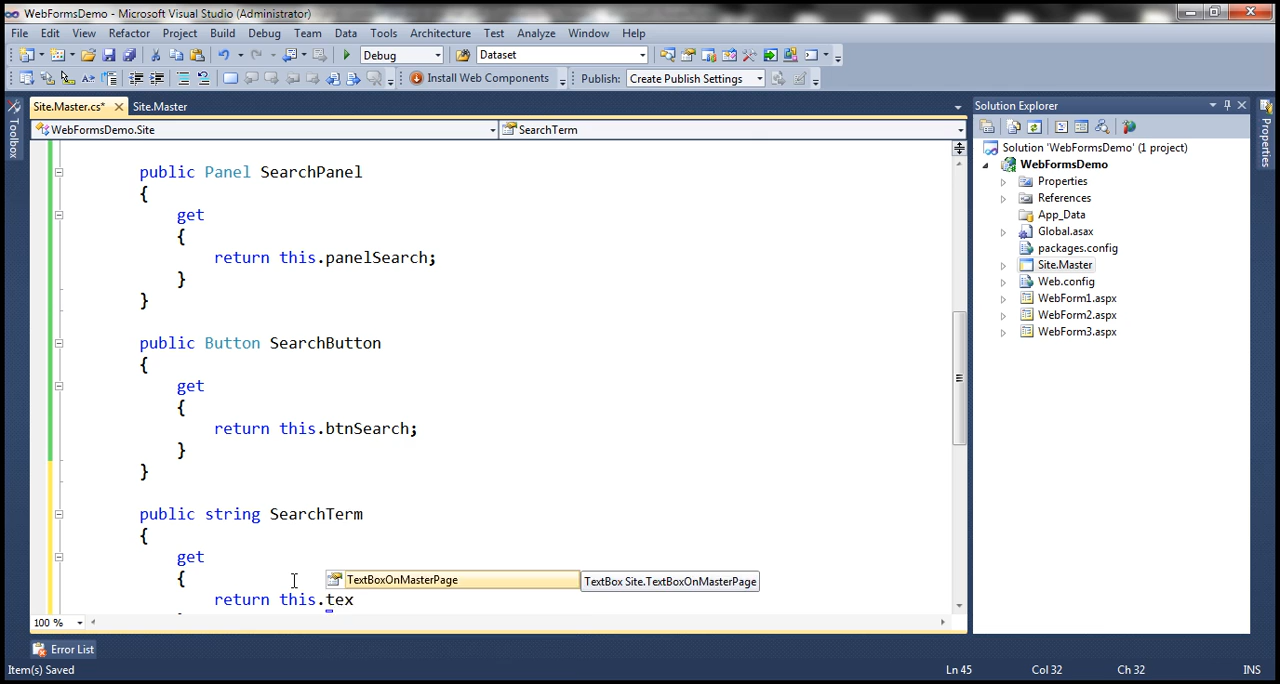 WebFormsDemo - Microsoft Visual Studio (Administrator)
File Edit View Refactor Project Build Debug Team Data Tools Architecture Test Analyze Window Help
Debug Dataset
Install Web Components Publish: Create Publish Settings
Toolbox
Site.Master.cs* Site.Master
WebFormsDemo.Site SearchTerm
public Panel SearchPanel
{
get
{
return this.panelSearch;
}
}
public Button SearchButton
{
get
{
return this.btnSearch;
}
}
public string SearchTerm
{
get
{
TextBoxOnMasterPage TextBox Site.TextBoxOnMasterPage
return this.tex
100 %
Solution Explorer
Solution 'WebFormsDemo' (1 project)
WebFormsDemo
Properties
References
App_Data
Global.asax
packages.config
Site.Master
Web.config
WebForm1.aspx
WebForm2.aspx
WebForm3.aspx
Properties
Error List
Item(s) Saved Ln 45 Col 32 Ch 32 INS